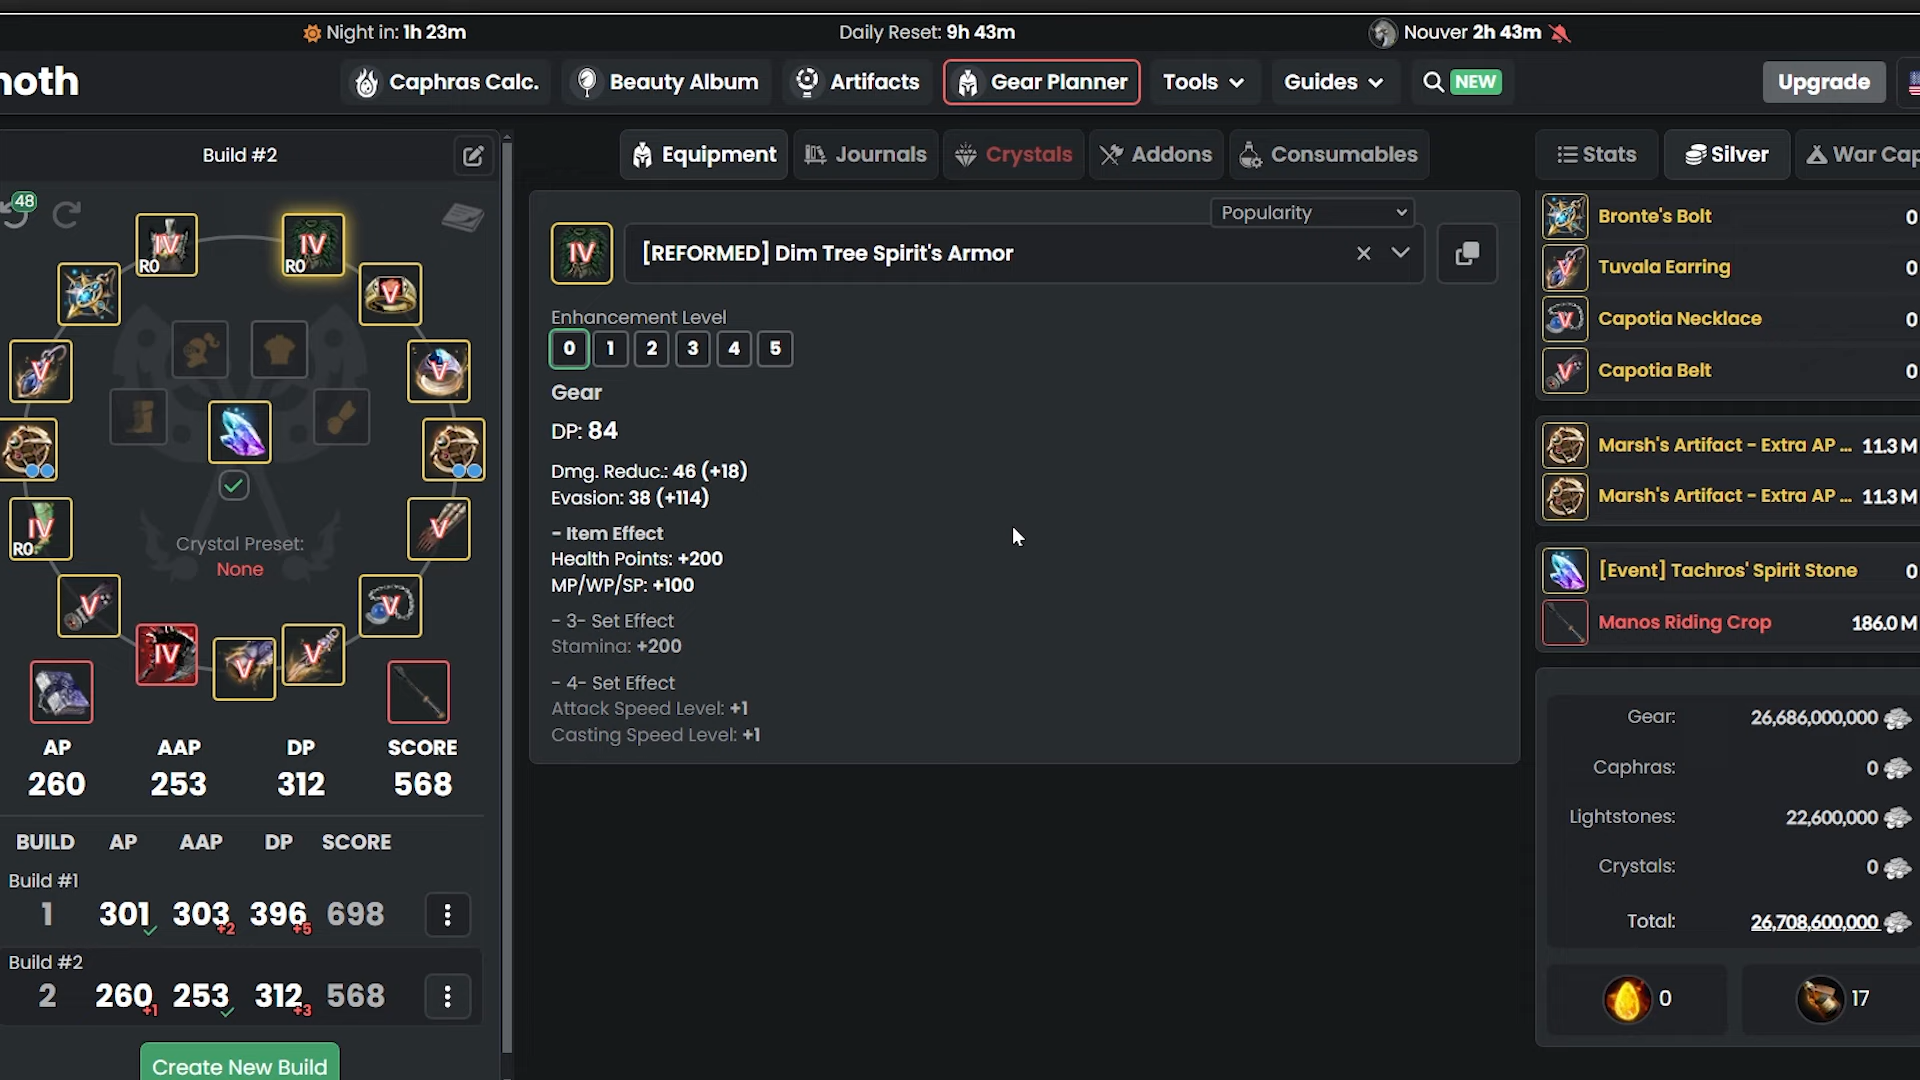 Night in: 1h 23m
Daily Reset: 9h 43m
Nouver 2h 43m
noth
Caphras Calc.
Beauty Album
Artifacts
Gear Planner
Tools
Guides
NEW
Upgrade
Build #2
48
IV
RO
IV
RO
V
V
V
V
IV
RO
V
V
IV
V
V
V
Crystal Preset:
None
AP
AAP
DP
SCORE
260
253
312
568
BUILD AP AAP DP SCORE
Build #1
1 301 303 +2 396 +5 698
Build #2
2 260 +1 253 312 +3 568
Create New Build
Equipment
Journals
Crystals
Addons
Consumables
Popularity
IV
[REFORMED] Dim Tree Spirit's Armor
Enhancement Level
0 1 2 3 4 5
Gear
DP: 84
Dmg. Reduc.: 46 (+18)
Evasion: 38 (+114)
- Item Effect
Health Points: +200
MP/WP/SP: +100
- 3- Set Effect
Stamina: +200
- 4- Set Effect
Attack Speed Level: +1
Casting Speed Level: +1
Stats
Silver
War Cap
Bronte's Bolt 0
V Tuvala Earring 0
V Capotia Necklace 0
V Capotia Belt 0
Marsh's Artifact - Extra AP ... 11.3 M
Marsh's Artifact - Extra AP ... 11.3 M
[Event] Tachros' Spirit Stone 0
Manos Riding Crop 186.0 M
Gear: 26,686,000,000
Caphras: 0
Lightstones: 22,600,000
Crystals: 0
Total: 26,708,600,000
0
17